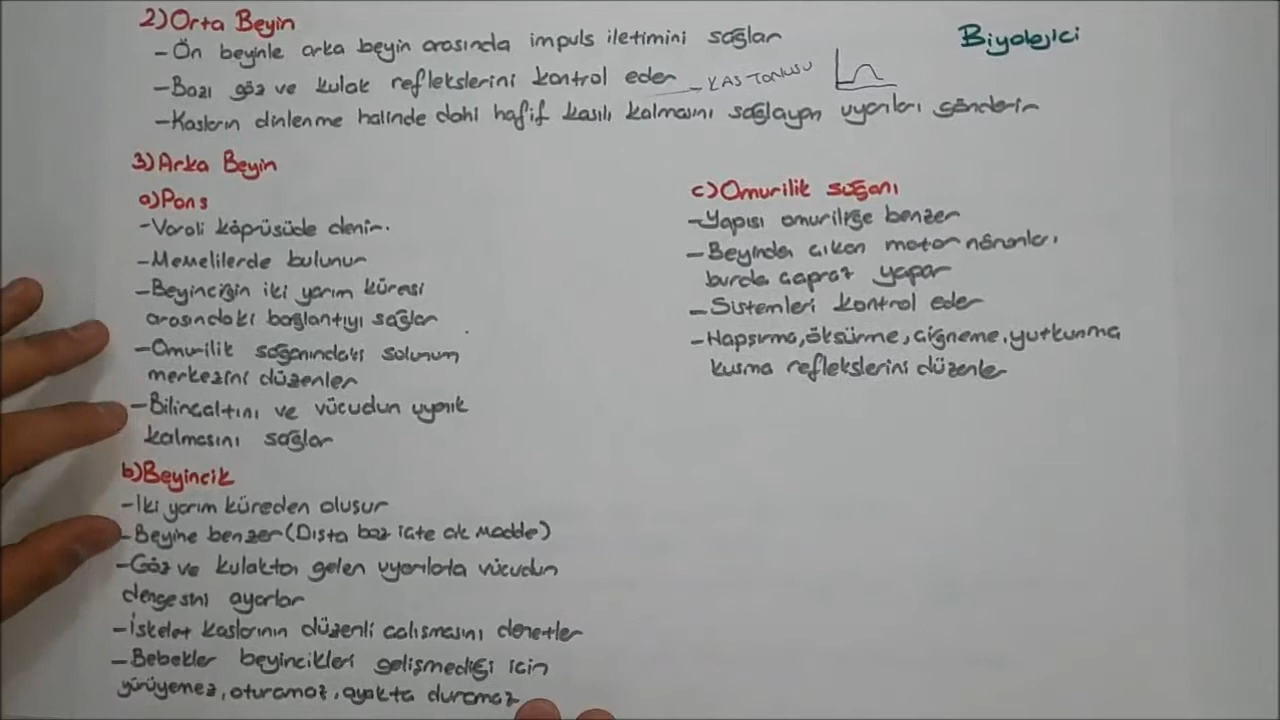 2) Orta Beyin
- Ön beyinle arka beyin arasında impuls iletimini sağlar
Biyolejici
- Bazı göz ve kulak reflekslerini kontrol eder
- KAS TONUSU
- Kasların dinlenme halinde dahi hafif kasılı kalmasını sağlayan uyarıları gönderir
3) Arka Beyin
a) Pons
- Varoli köprüsüde denir.
- Memelilerde bulunur
- Beyinciğin iki yarım küresi
arasındaki bağlantıyı sağlar
- Omurilik soğanındaki solunum
merkezini düzenler
- Bilinçaltını ve vücudun uyanık
kalmasını sağlar
b) Beyincik
- İki yarım küreden oluşur
- Beyine benzer (Dışta boz içte ak madde)
- Göz ve kulaktan gelen uyarılarla vücudun
dengesini ayarlar
- İskelet kaslarının düzenli çalışmasını denetler
- Bebekler beyincikleri gelişmediği için
yürüyemez, oturamaz, ayakta duramaz
c) Omurilik soğanı
- Yapısı omuriliğe benzer
- Beyinden çıkan motor nöronları
burda çapraz yapar
- Sistemleri kontrol eder
- Hapşırma, öksürme, çiğneme, yutkunma
kusma reflekslerini düzenler